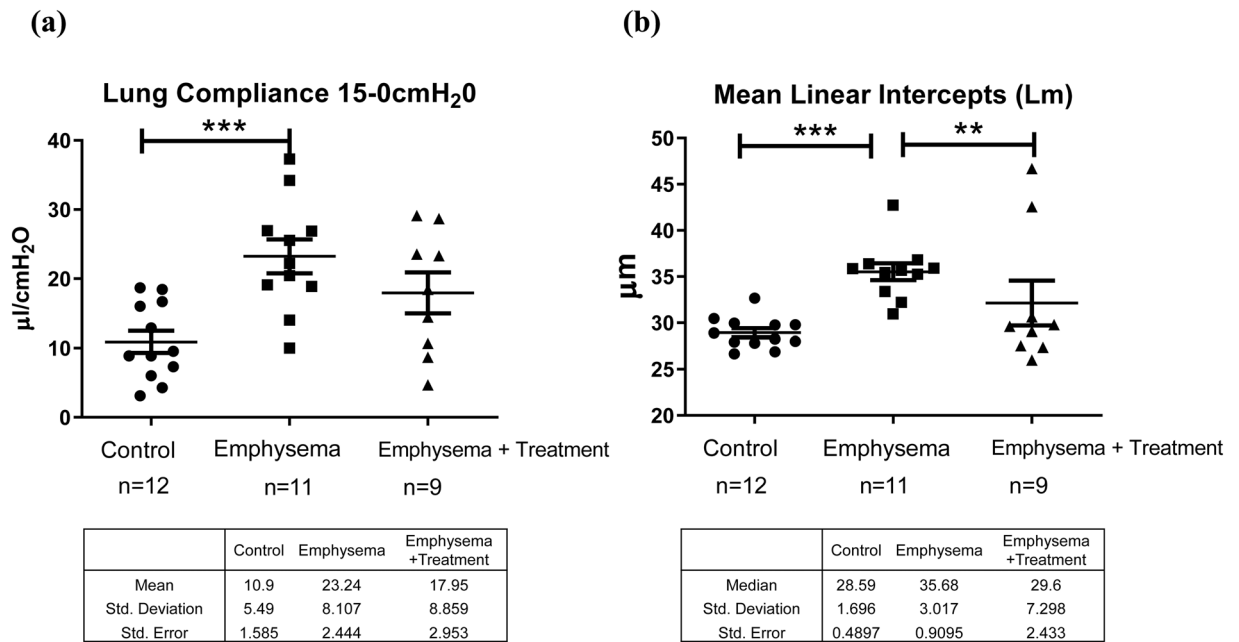 (a)
Lung Compliance 15-0cmH₂0
***
40
30
20
10
0
µl/cmH₂O
Control
Emphysema
Emphysema + Treatment
n=12
n=11
n=9
Control Emphysema Emphysema +Treatment
Mean 10.9 23.24 17.95
Std. Deviation 5.49 8.107 8.859
Std. Error 1.585 2.444 2.953
(b)
Mean Linear Intercepts (Lm)
***
**
50
45
40
35
30
25
20
µm
Control
Emphysema
Emphysema + Treatment
n=12
n=11
n=9
Control Emphysema Emphysema +Treatment
Median 28.59 35.68 29.6
Std. Deviation 1.696 3.017 7.298
Std. Error 0.4897 0.9095 2.433